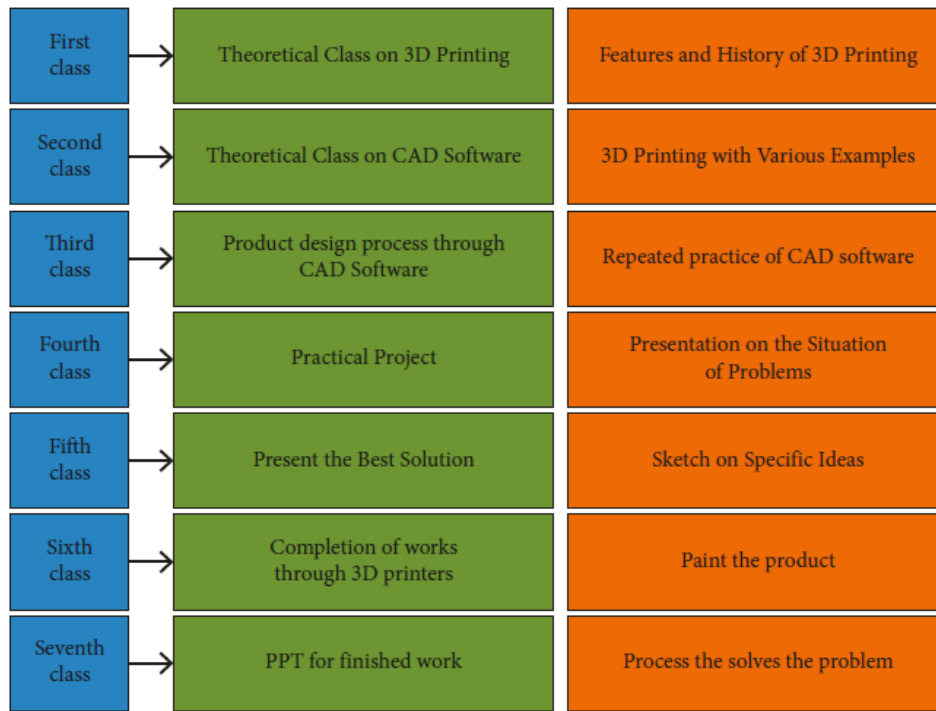 First
class
Theoretical Class on 3D Printing
Features and History of 3D Printing
Second
class
Theoretical Class on CAD Software
3D Printing with Various Examples
Third
class
Product design process through
CAD Software
Repeated practice of CAD software
Fourth
class
Practical Project
Presentation on the Situation
of Problems
Fifth
class
Present the Best Solution
Sketch on Specific Ideas
Sixth
class
Completion of works
through 3D printers
Paint the product
Seventh
class
PPT for finished work
Process the solves the problem